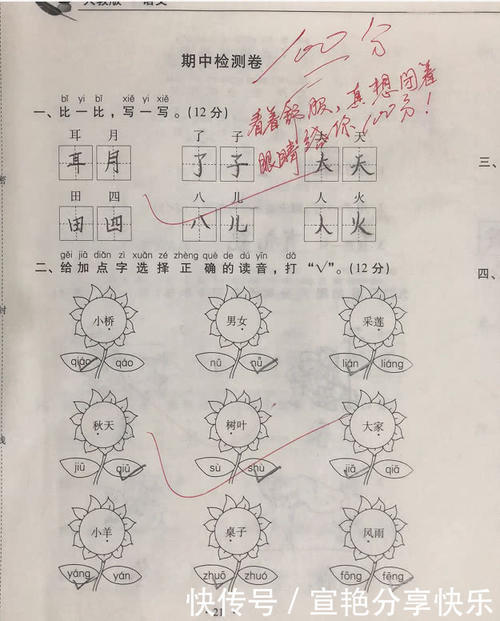 人教版 语文
期中检测卷
100分
看着舒服，真想闭着
眼睛给你100分！
bǐ yi bǐ xiě yi xiě
一、比一比，写一写。(12分)
耳 月 了 子 大 天
耳 月 了 子 大 天
田 四 八 儿 人 火
田 四 八 儿 人 火
gěi jiā diǎn zì xuǎn zé zhèng què de dú yīn dǎ
二、给加点字选择正确的读音，打“√”。(12分)
小桥 男女 采莲
qiáo qáo nǔ nǚ lián liáng
秋天 树叶 大家
jiū qiū sù shù jiā qiā
小羊 桌子 风雨
yáng yán zhuō zhuó fōng fēng
· 21 ·
三、
四、
密
封
线
快传号 / 宣艳分享快乐